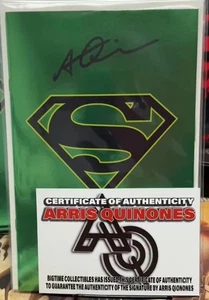 CERTIFICATE OF AUTHENTICITY
ARRIS QUINONES
BIGTIME COLLECTIBLES HAS ISSUED THIS CERTIFICATE OF AUTHENTICITY
TO GUARANTEE THE AUTHENTICITY OF THE SIGNATURE BY ARRIS QUINONES